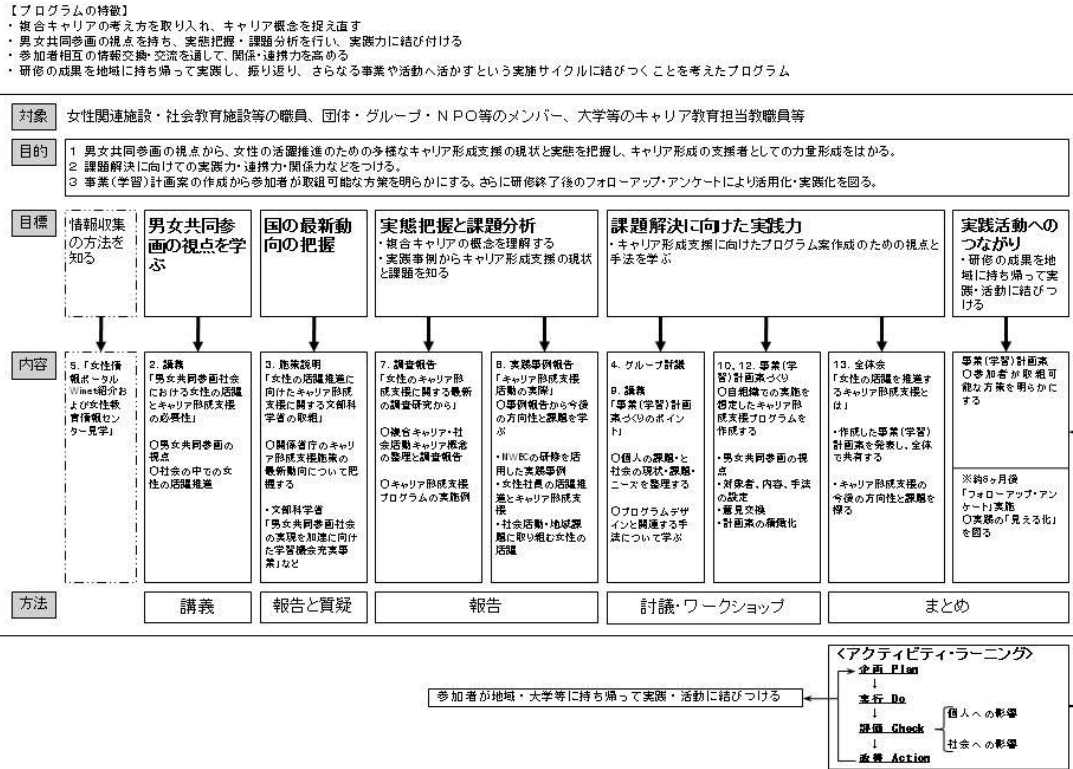 【プログラムの特徴】
・複合キャリアの考え方を取り入れ、キャリア概念を捉え直す
・男女共同参画の視点を持ち、実態把握・課題分析を行い、実践力に結び付ける
・参加者相互の情報交換・交流を通して、関係・連携力を高める
・研修の成果を地域に持ち帰って実践し、振り返り、さらなる事業や活動へ活かすという実施サイクルに結びつくことを考えたプログラム
対象
女性関連施設・社会教育施設等の職員、団体・グループ・NPO等のメンバー、大学等のキャリア教育担当教職員等
目的
1 男女共同参画の視点から、女性の活躍推進のための多様なキャリア形成支援の現状と実態を把握し、キャリア形成の支援者としての力量形成をはかる。
2 課題解決に向けての実践力・連携力・関係力などをつける。
3 事業(学習)計画案の作成から参加者が取組可能な方策を明らかにする。さらに研修終了後のフォローアップ・アンケートにより活用化・実践化を図る。
目標
情報収集
の方法を
知る
男女共同参
画の視点を学
ぶ
国の最新動
向の把握
実態把握と課題分析
・複合キャリアの概念を理解する
・実践事例からキャリア形成支援の現状
と課題を知る
課題解決に向けた実践力
・キャリア形成支援に向けたプログラム案作成のための視点と
手法を学ぶ
実践活動への
つながり
・研修の成果を地
域に持ち帰って実
践・活動に結びつ
ける
内容
5.「女性情
報ポータル
Winet紹介お
よび女性教
育情報セン
ター見学」
2. 講義
「男女共同参画社会
における女性の活躍
とキャリア形成支援
の必要性」
○男女共同参画の
視点
○社会の中での女
性の活躍推進
3. 施策説明
「女性の活躍推進に
向けたキャリア形成
支援に関する文部科
学省の取組」
○関係省庁のキャリ
ア形成支援施策の
最新動向について把
握する
・文部科学省
「男女共同参画社会
の実現を加速に向け
た学習機会充実事
業」など
7. 調査報告
「女性のキャリア形
成支援に関する最新
の調査研究から」
○複合キャリア・社
会活動キャリア概念
の整理と調査報告
○キャリア形成支援
プログラムの実施例
8. 実践事例報告
「キャリア形成支援
活動の実際」
○事例報告から今後
の方向性と課題を学
ぶ
・NWECの研修を活
用した実践事例
・女性社員の活躍推
進とキャリア形成支
援
・社会活動・地域課
題に取り組む女性の
活躍
4. グループ討議
9. 講義
「事業(学習)計画
案づくりのポイン
ト」
○個人の課題・と
社会の現状・課題・
ニーズを整理する
○プログラムデザ
インと関連する手
法について学ぶ
10、12. 事業(学
習)計画案づくり
○自組織での実施を
想定したキャリア形
成支援プログラムを
作成する
・男女共同参画の視
点
・対象者、内容、手法
の設定
・意見交換
・計画案の精緻化
13. 全体会
「女性の活躍を推進す
るキャリア形成支援と
は」
・作成した事業(学習)
計画案を発表し、全体
で共有する
・キャリア形成支援の
今後の方向性と課題を
探る
事業(学習)計画案
○参加者が取組可
能な方策を明らかに
する
※約6ヶ月後
「フォローアップ・アン
ケート」実施
○実践の「見える化」
を図る
方法
講義
報告と質疑
報告
討議・ワークショップ
まとめ
〈アクティビティ・ラーニング〉
企画 Plan
↓
実行 Do
↓
評価 Check
↓
改善 Action
個人への影響
社会への影響
参加者が地域・大学等に持ち帰って実践・活動に結びつける